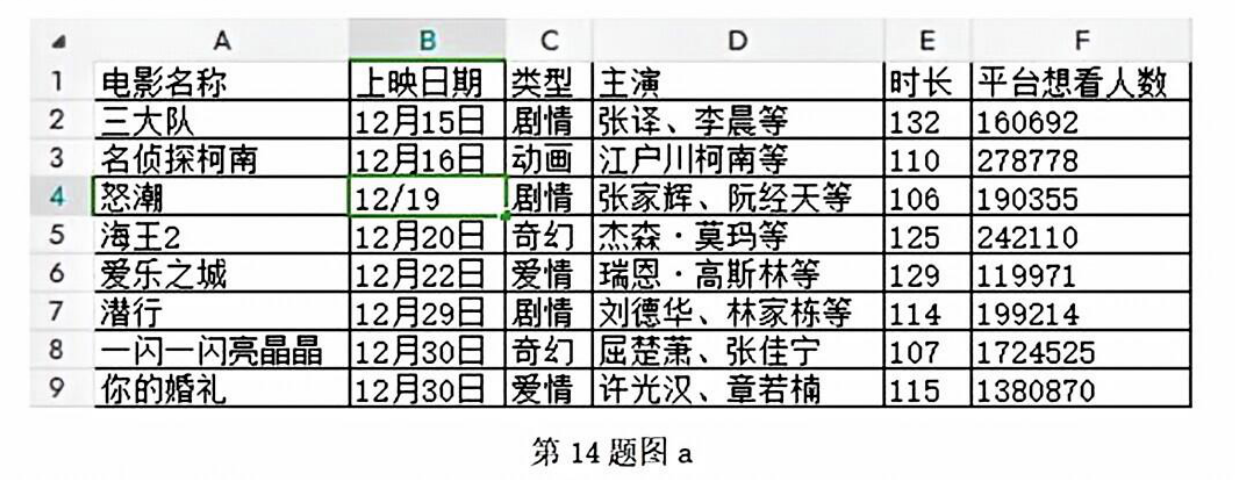 A B C D E F
1 电影名称 上映日期 类型 主演 时长 平台想看人数
2 三大队 12月15日 剧情 张译、李晨等 132 160692
3 名侦探柯南 12月16日 动画 江户川柯南等 110 278778
4 怒潮 12/19 剧情 张家辉、阮经天等 106 190355
5 海王2 12月20日 奇幻 杰森·莫玛等 125 242110
6 爱乐之城 12月22日 爱情 瑞恩·高斯林等 129 119971
7 潜行 12月29日 剧情 刘德华、林家栋等 114 199214
8 一闪一闪亮晶晶 12月30日 奇幻 屈楚萧、张佳宁 107 1724525
9 你的婚礼 12月30日 爱情 许光汉、章若楠 115 1380870
第 14 题图 a